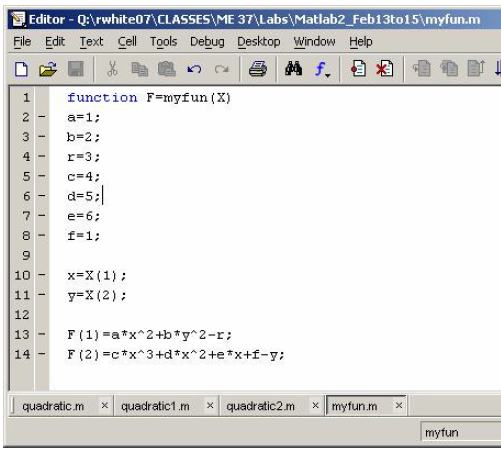 Editor - Q:\rwhite07\CLASSES\ME 37\Labs\Matlab2_Feb13to15\myfun.m
File Edit Text Cell Tools Debug Desktop Window Help
1 function F=myfun(X)
2 - a=1;
3 - b=2;
4 - r=3;
5 - c=4;
6 - d=5;
7 - e=6;
8 - f=1;
9
10 - x=X(1);
11 - y=X(2);
12
13 - F(1)=a*x^2+b*y^2-r;
14 - F(2)=c*x^3+d*x^2+e*x+f-y;
quadratic.m × quadratic1.m × quadratic2.m × myfun.m ×
myfun